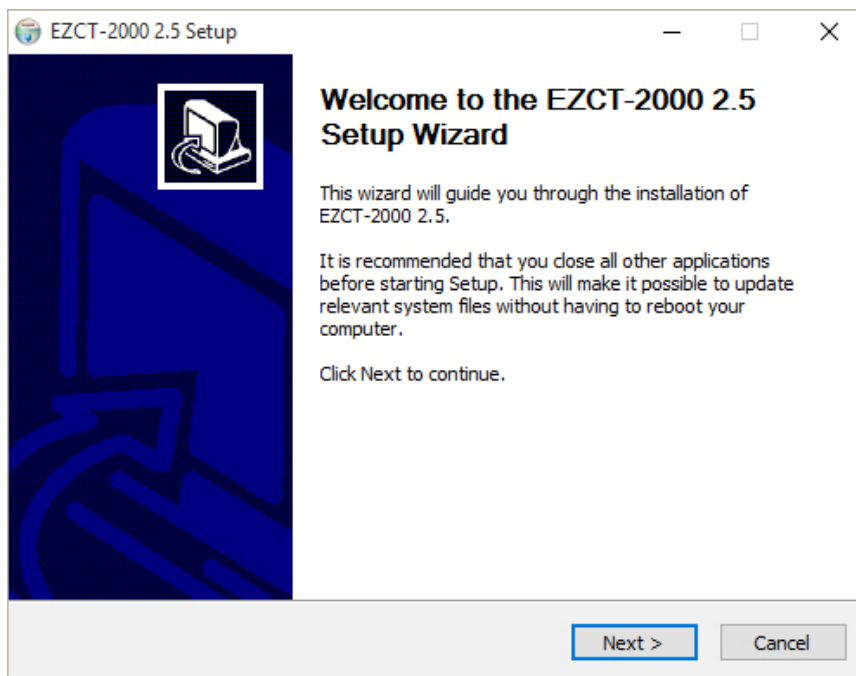 EZCT-2000 2.5 Setup
Welcome to the EZCT-2000 2.5
Setup Wizard
This wizard will guide you through the installation of
EZCT-2000 2.5.
It is recommended that you close all other applications
before starting Setup. This will make it possible to update
relevant system files without having to reboot your
computer.
Click Next to continue.
Next >
Cancel